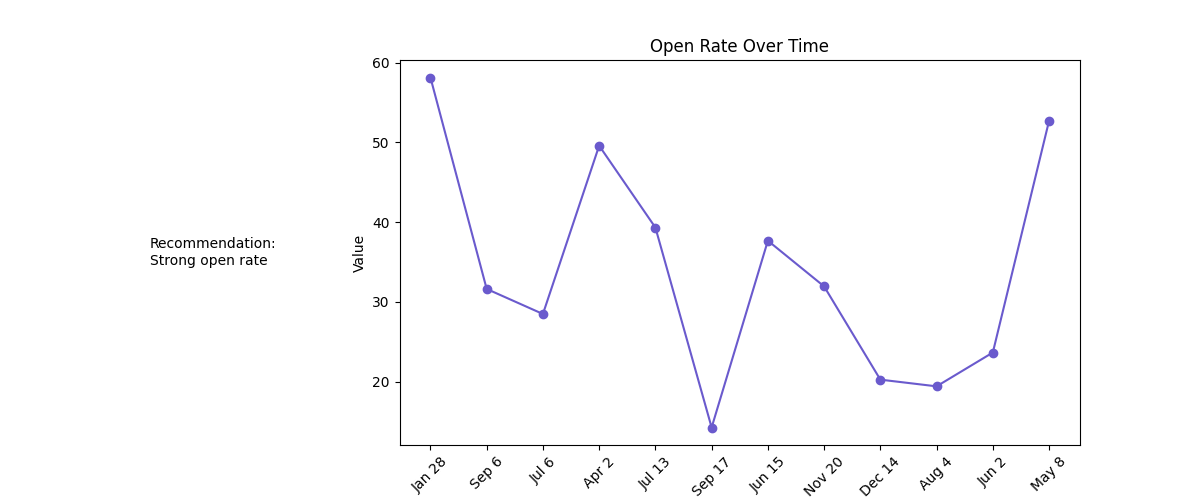 Open Rate Over Time
Recommendation:
Strong open rate
Value
60
50
40
30
20
Jan 28
Sep 6
Jul 6
Apr 2
Jul 13
Sep 17
Jun 15
Nov 20
Dec 14
Aug 4
Jun 2
May 8